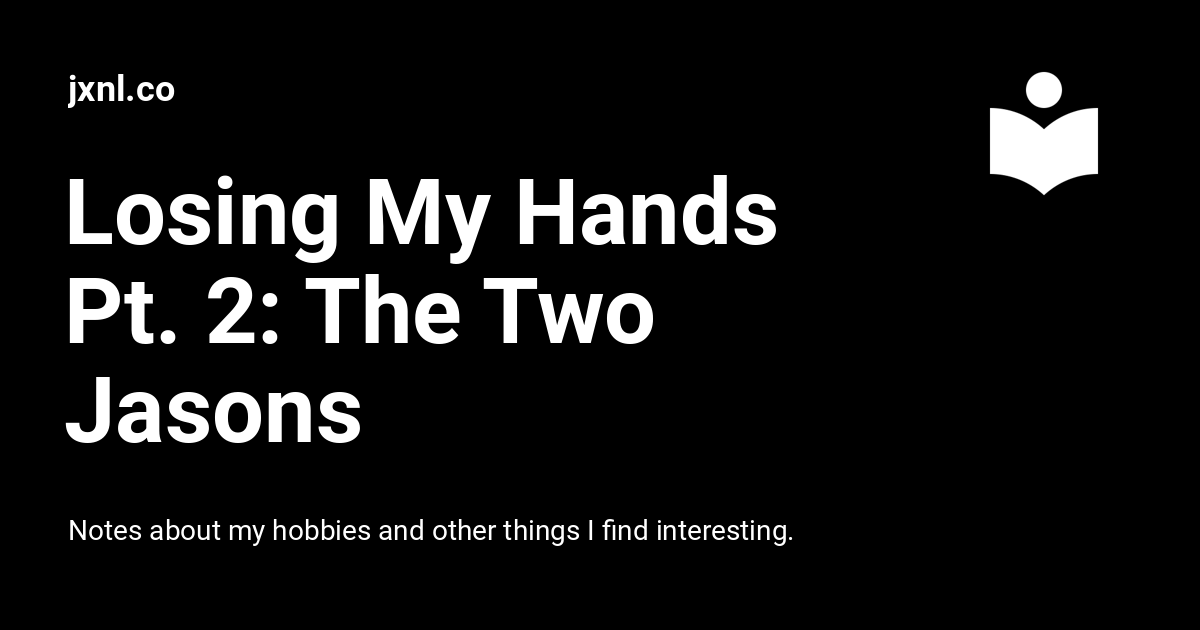 jxnl.co
Losing My Hands
Pt. 2: The Two
Jasons
Notes about my hobbies and other things I find interesting.